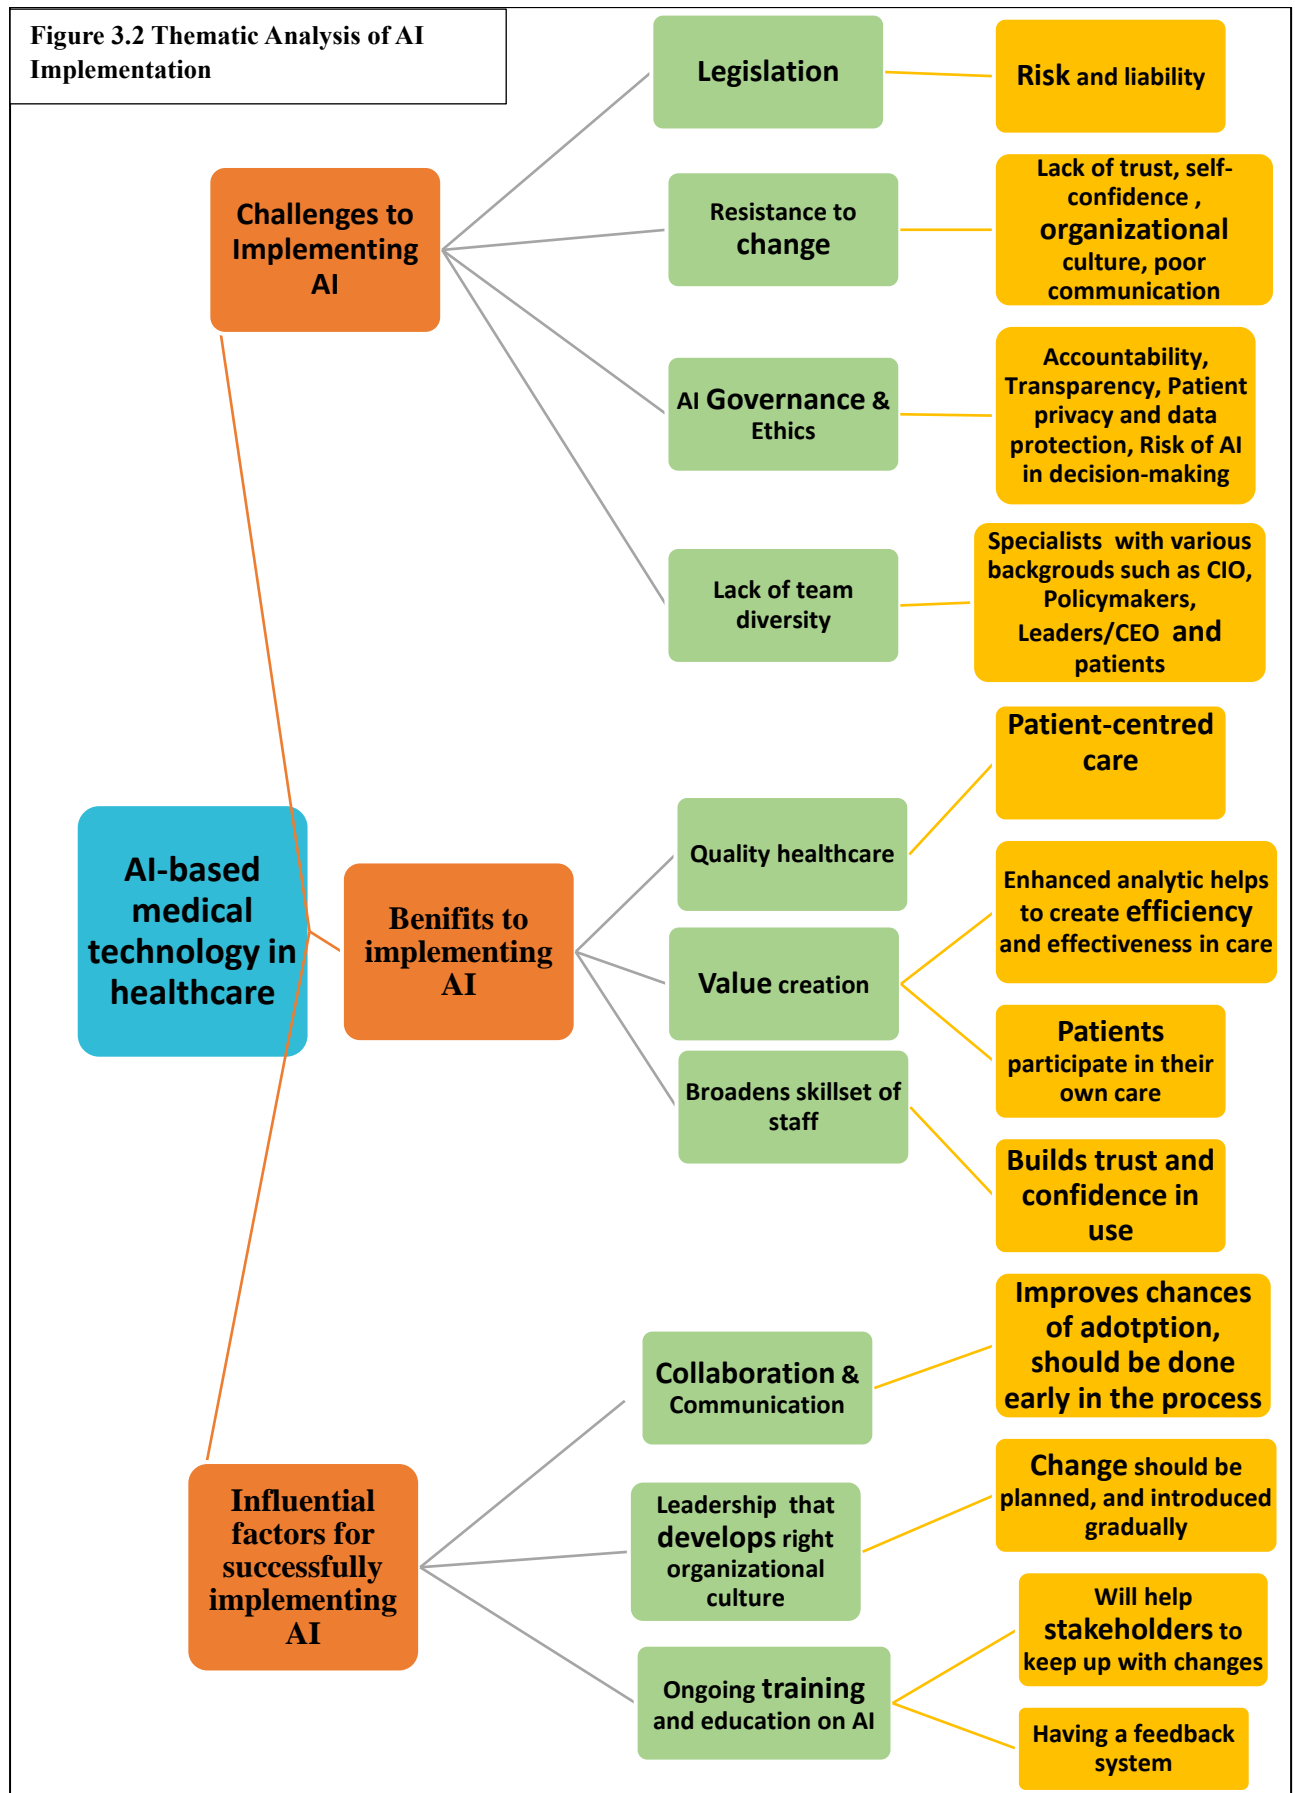 Figure 3.2 Thematic Analysis of AI
Implementation
AI-based
medical
technology in
healthcare
Challenges to
Implementing
AI
Legislation
Risk and liability
Resistance to
change
Lack of trust, self-
confidence ,
organizational
culture, poor
communication
AI Governance &
Ethics
Accountability,
Transparency, Patient
privacy and data
protection, Risk of AI
in decision-making
Lack of team
diversity
Specialists with various
backgrouds such as CIO,
Policymakers,
Leaders/CEO and
patients
Benifits to
implementing
AI
Quality healthcare
Patient-centred
care
Value creation
Enhanced analytic helps
to create efficiency
and effectiveness in care
Patients
participate in their
own care
Broadens skillset of
staff
Builds trust and
confidence in
use
Influential
factors for
successfully
implementing
AI
Collaboration &
Communication
Improves chances
of adotption,
should be done
early in the process
Leadership that
develops right
organizational
culture
Change should be
planned, and introduced
gradually
Ongoing training
and education on AI
Will help
stakeholders to
keep up with changes
Having a feedback
system